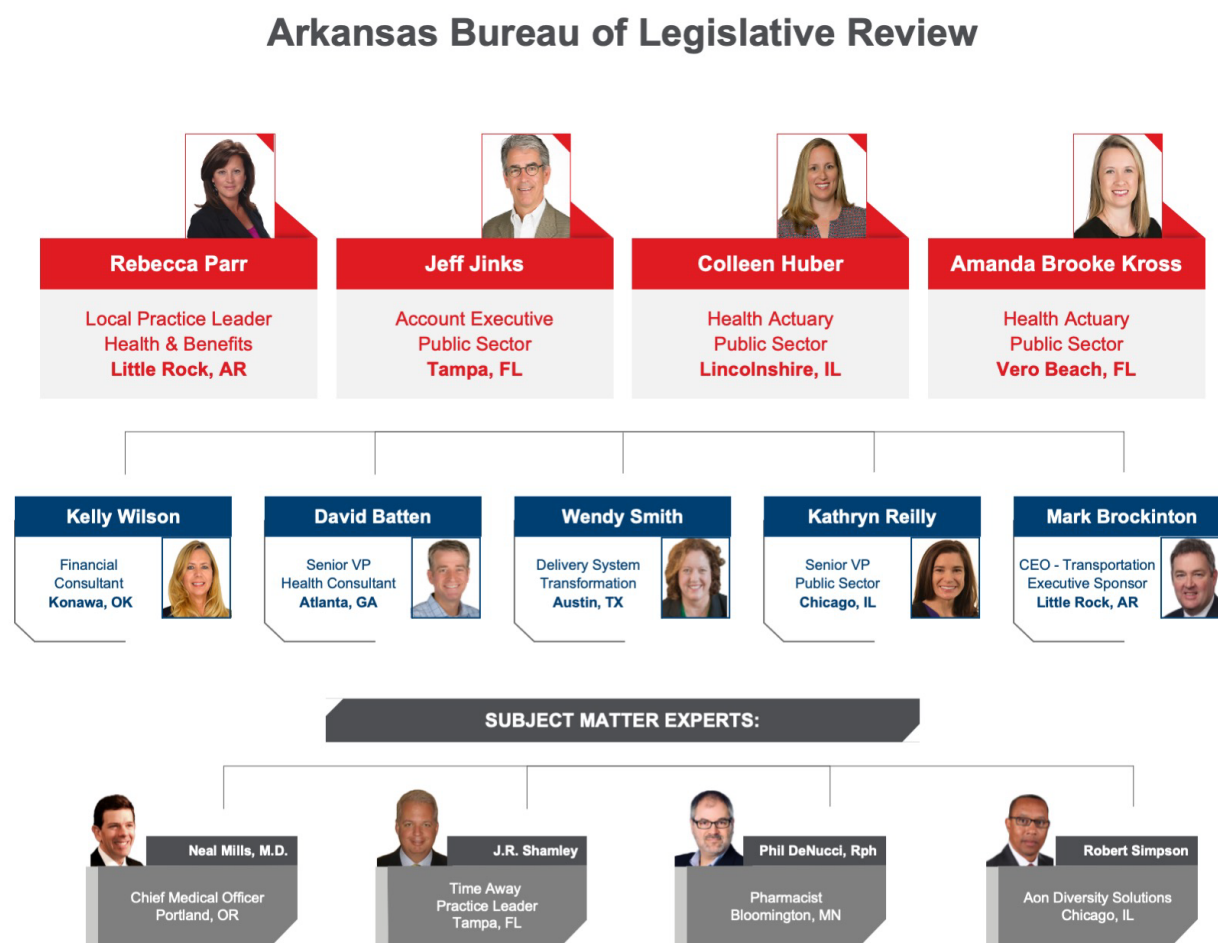 Arkansas Bureau of Legislative Review
Rebecca Parr
Local Practice Leader
Health & Benefits
Little Rock, AR
Jeff Jinks
Account Executive
Public Sector
Tampa, FL
Colleen Huber
Health Actuary
Public Sector
Lincolnshire, IL
Amanda Brooke Kross
Health Actuary
Public Sector
Vero Beach, FL
Kelly Wilson
Financial
Consultant
Konawa, OK
David Batten
Senior VP
Health Consultant
Atlanta, GA
Wendy Smith
Delivery System
Transformation
Austin, TX
Kathryn Reilly
Senior VP
Public Sector
Chicago, IL
Mark Brockinton
CEO - Transportation
Executive Sponsor
Little Rock, AR
SUBJECT MATTER EXPERTS:
Neal Mills, M.D.
Chief Medical Officer
Portland, OR
J.R. Shamley
Time Away
Practice Leader
Tampa, FL
Phil DeNucci, Rph
Pharmacist
Bloomington, MN
Robert Simpson
Aon Diversity Solutions
Chicago, IL